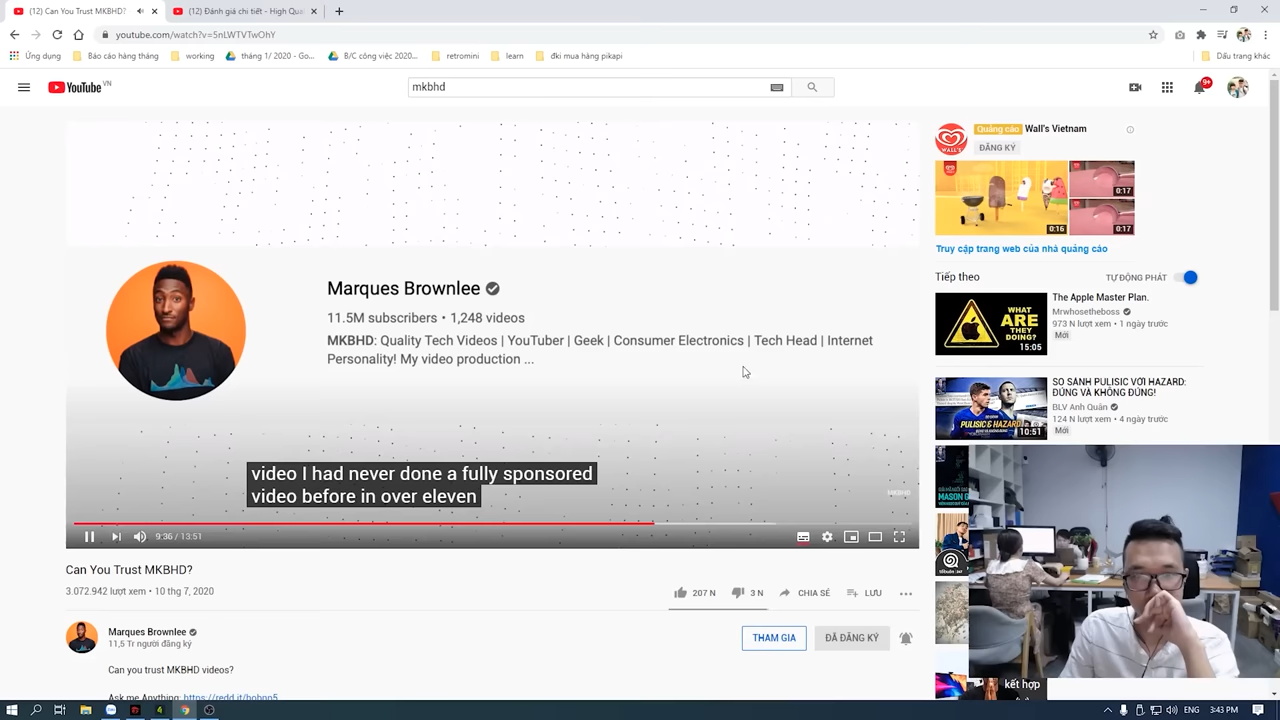 (12) Can You Trust MKBHD?
(12) Đánh giá chi tiết - High Qual
youtube.com/watch?v=5nLWTVTwOhY
Ứng dụng
Báo cáo hàng tháng
working
tháng 1/ 2020 - Go...
B/C công việc 2020...
retromini
learn
đki mua hàng pikapi
Dấu trang khác
YouTube VN
mkbhd
9+
Marques Brownlee
11.5M subscribers • 1,248 videos
MKBHD: Quality Tech Videos | YouTuber | Geek | Consumer Electronics | Tech Head | Internet
Personality! My video production ...
video I had never done a fully sponsored
video before in over eleven
MKBHD
9:36 / 13:51
Can You Trust MKBHD?
3.072.942 lượt xem • 10 thg 7, 2020
207 N
3 N
CHIA SẺ
LƯU
Marques Brownlee
11,5 Tr người đăng ký
THAM GIA
ĐÃ ĐĂNG KÝ
Can you trust MKBHD videos?
Ask me Anything:
Quảng cáo Wall's Vietnam
WALL'S
ĐĂNG KÝ
0:17
0:16
0:17
Truy cập trang web của nhà quảng cáo
Tiếp theo
TỰ ĐỘNG PHÁT
WHAT
ARE
THEY
DOING?
15:05
The Apple Master Plan.
Mrwhosetheboss
973 N lượt xem • 1 ngày trước
Mới
PULISIC & HAZARD
10:51
SO SÁNH PULISIC VỚI HAZARD:
ĐÚNG VÀ KHÔNG ĐÚNG!
BLV Anh Quân
124 N lượt xem • 4 ngày trước
Mới
kết hợp
ENG
3:43 PM